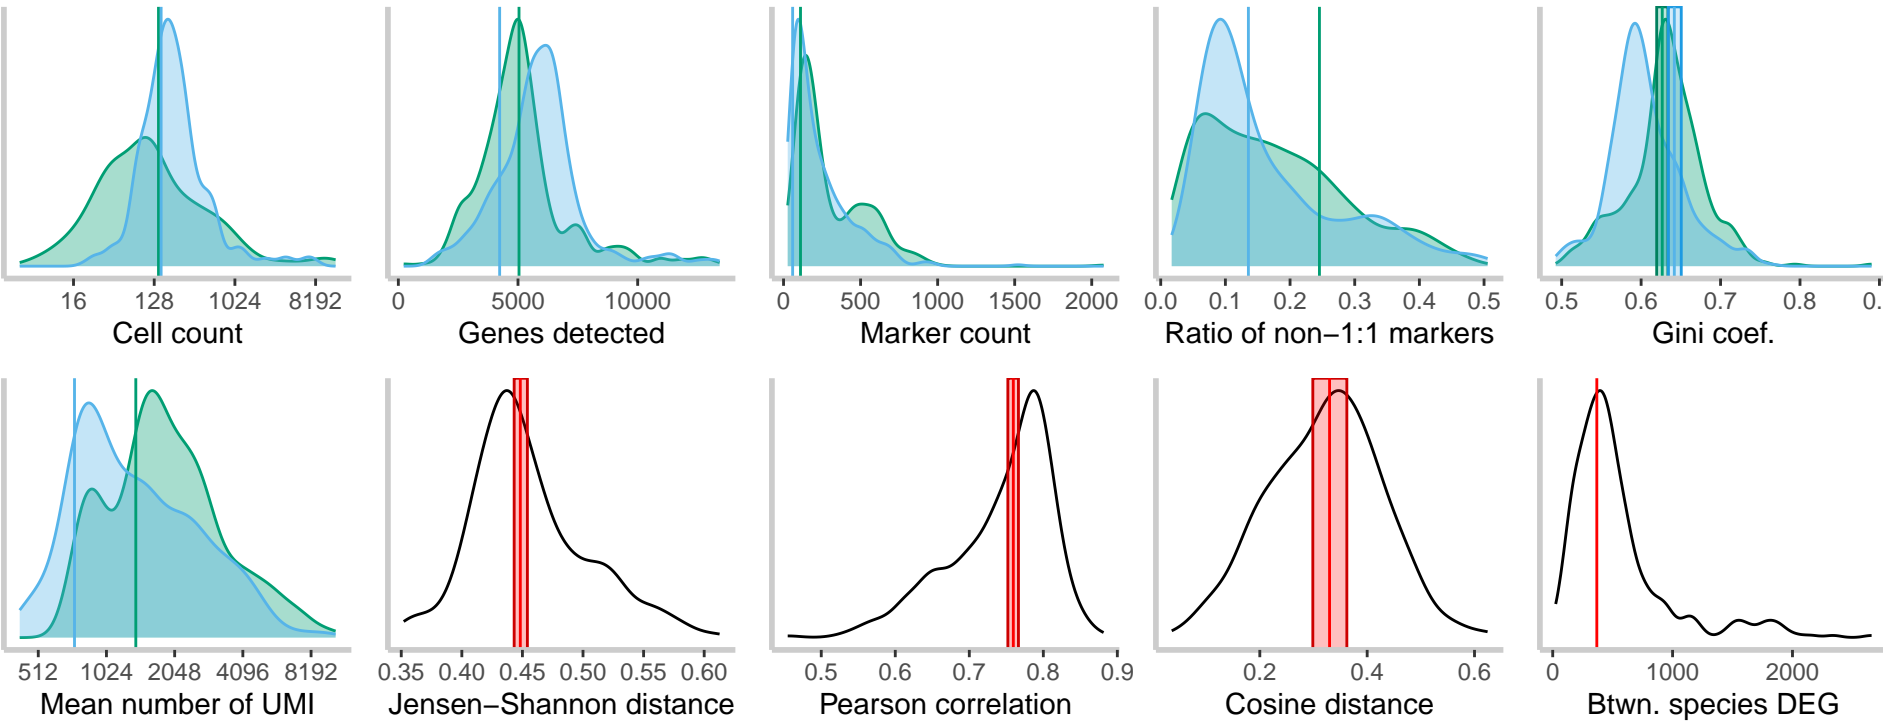 16 128 1024 8192
Cell count
0 5000 10000
Genes detected
0 500 1000 1500 2000
Marker count
0.0 0.1 0.2 0.3 0.4 0.5
Ratio of non−1:1 markers
0.5 0.6 0.7 0.8 0.
Gini coef.
512 1024 2048 4096 8192
Mean number of UMI
0.35 0.40 0.45 0.50 0.55 0.60
Jensen−Shannon distance
0.5 0.6 0.7 0.8 0.9
Pearson correlation
0.2 0.4 0.6
Cosine distance
0 1000 2000
Btwn. species DEG